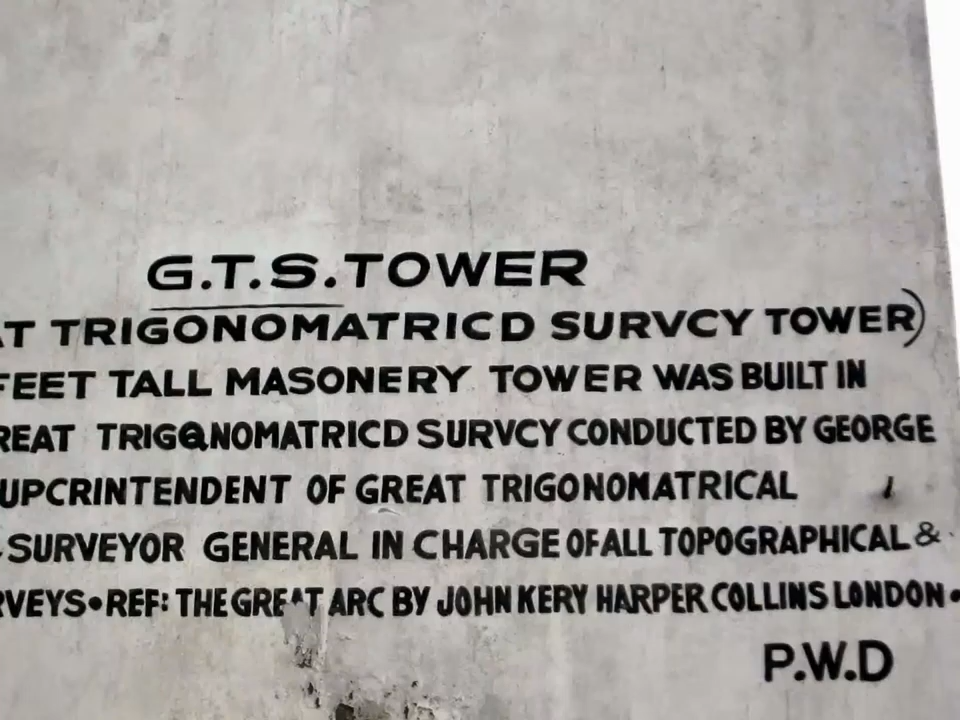 G.T.S.TOWER
AT TRIGONOMATRICD SURVCY TOWER)
FEET TALL MASONERY TOWER WAS BUILT IN
REAT TRIGONOMATRICD SURVCY CONDUCTED BY GEORGE
UPCRINTENDENT OF GREAT TRIGONOMATRICAL
SURVEYOR GENERAL IN CHARGE OF ALL TOPOGRAPHICAL &
RVEYS•REF: THE GREAT ARC BY JOHN KERY HARPER COLLINS LONDON•
P.W.D